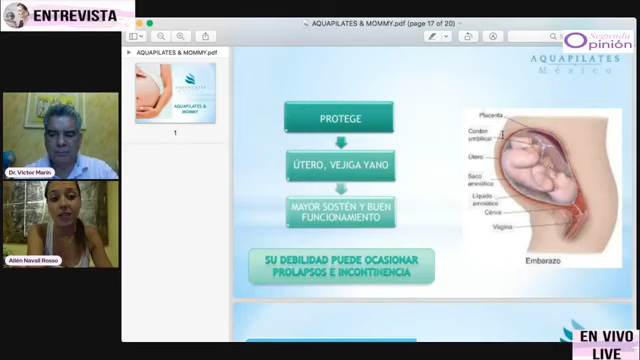 ENTREVISTA
AQUAPILATES & MOMMY.pdf (page 17 of 20)
Segunda
Opinión
AQUAPILATES & MOMMY.pdf
AQUAPILATES &
MOMMY
1
AQUAPILATES
México
PROTEGE
ÚTERO, VEJIGA YANO
MAYOR SOSTÉN Y BUEN
FUNCIONAMIENTO
SU DEBILIDAD PUEDE OCASIONAR
PROLAPSOS E INCONTINENCIA
Placenta
Cordón
umbilical
Útero
Saco
amniótico
Líquido
amniótico
Cérvix
Vagina
Embarazo
Dr. Víctor Marín
Ailén Navall Rosso
EN VIVO
LIVE